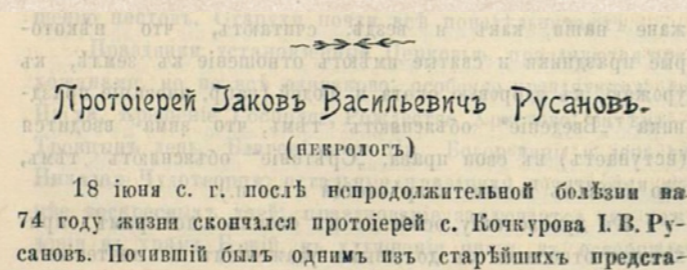 Протоіерей Іаковъ Васильевичъ Русановъ.
(некрологъ)
18 іюня с. г. послѣ непродолжительной болѣзни на
74 году жизни скончался протоіерей с. Кочкурова І. В. Ру-
сановъ. Почившій былъ однимъ изъ старѣйшихъ предста-